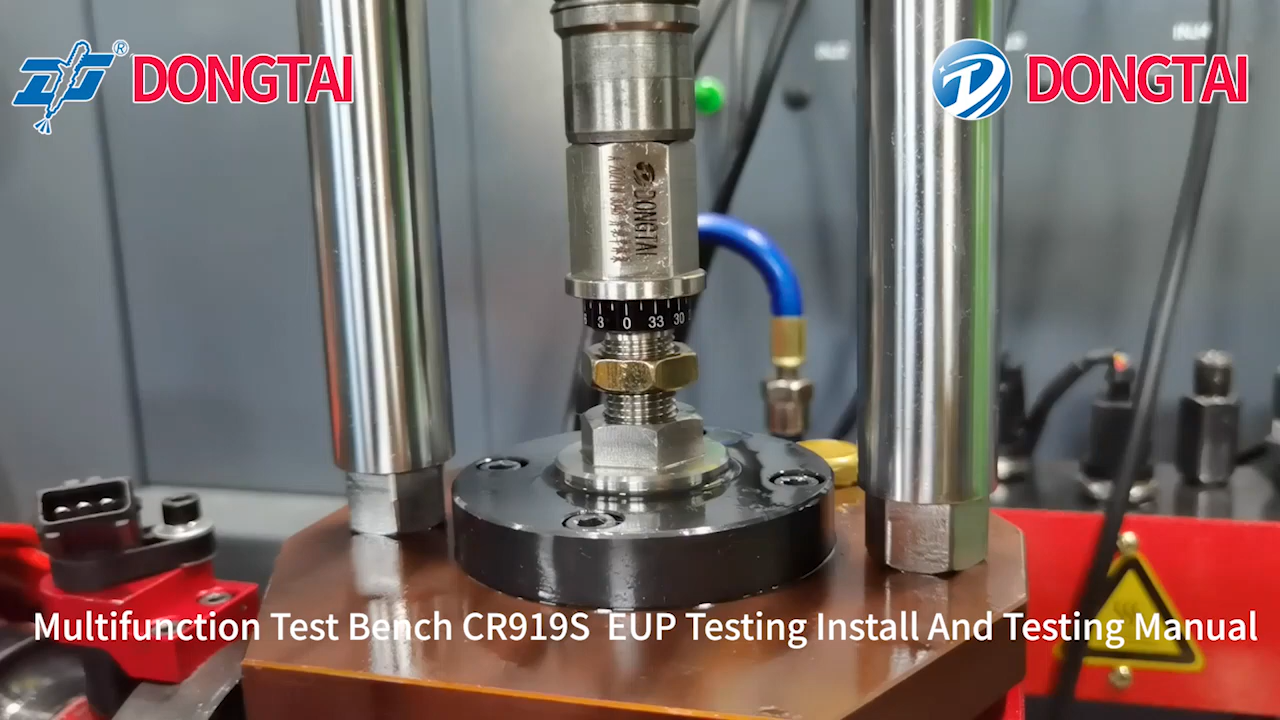 DONGTAI
DONGTAI
DONGTAI
3 0 33 30
Multifunction Test Bench CR919S EUP Testing Install And Testing Manual